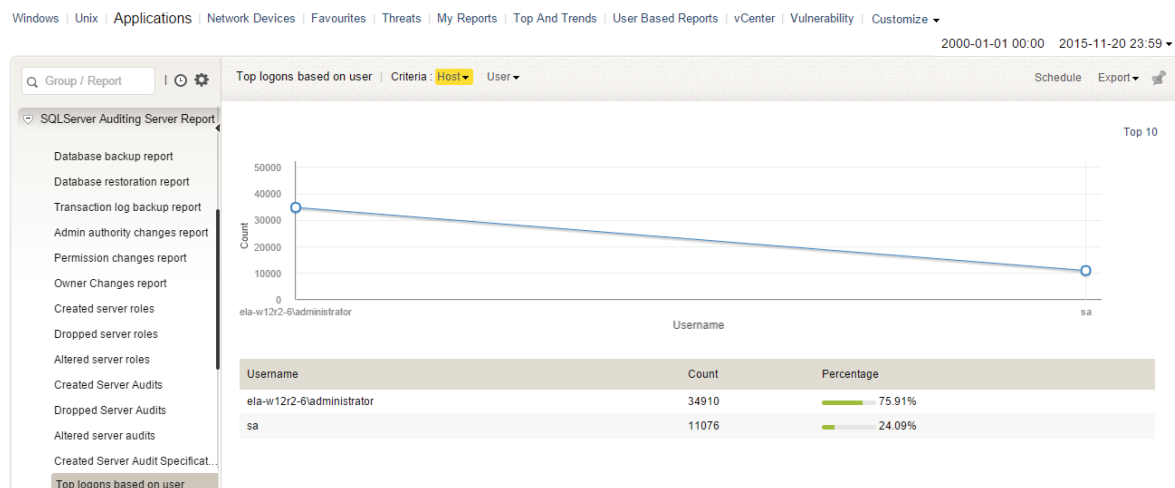 Windows | Unix | Applications | Network Devices | Favourites | Threats | My Reports | Top And Trends | User Based Reports | vCenter | Vulnerability | Customize
2000-01-01 00:00 2015-11-20 23:59
Group / Report
Top logons based on user | Criteria : Host User
Schedule Export
SQLServer Auditing Server Report
Database backup report
Database restoration report
Transaction log backup report
Admin authority changes report
Permission changes report
Owner Changes report
Created server roles
Dropped server roles
Altered server roles
Created Server Audits
Dropped Server Audits
Altered server audits
Created Server Audit Specificat...
Top logons based on user
Top 10
50000
40000
30000
20000
10000
0
Count
ela-w12r2-6\administrator sa
Username
Username Count Percentage
ela-w12r2-6\administrator 34910 75.91%
sa 11076 24.09%